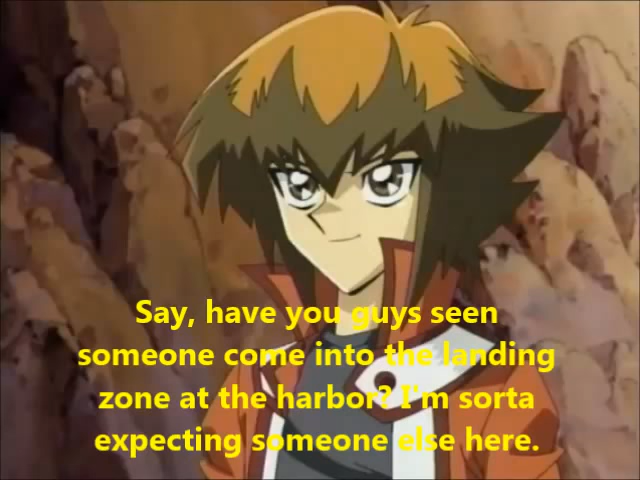 Say, have you guys seen
someone come into the landing
zone at the harbor? I'm sorta
expecting someone else here.